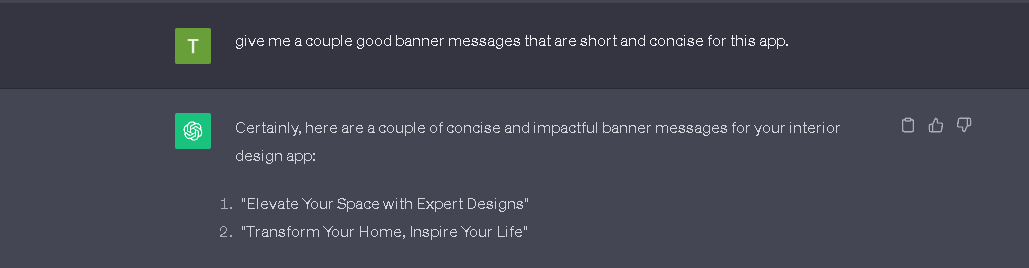 T
give me a couple good banner messages that are short and concise for this app.
Certainly, here are a couple of concise and impactful banner messages for your interior
design app:
1. "Elevate Your Space with Expert Designs"
2. "Transform Your Home, Inspire Your Life"